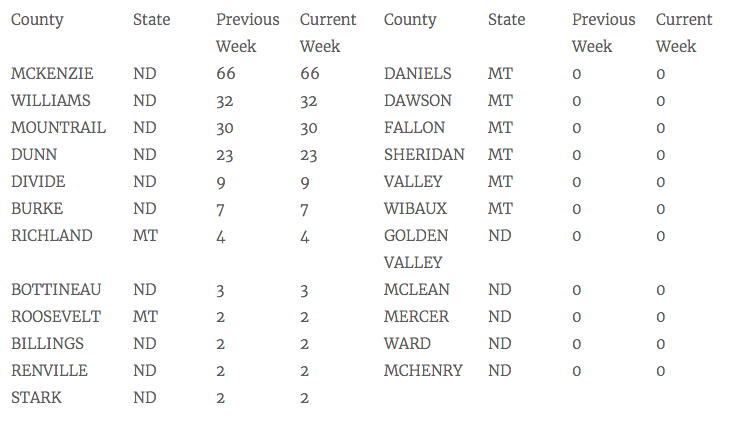 County State Previous Current County State Previous Current
Week Week Week Week
MCKENZIE ND 66 66 DANIELS MT 0 0
WILLIAMS ND 32 32 DAWSON MT 0 0
MOUNTRAIL ND 30 30 FALLON MT 0 0
DUNN ND 23 23 SHERIDAN MT 0 0
DIVIDE ND 9 9 VALLEY MT 0 0
BURKE ND 7 7 WIBAUX MT 0 0
RICHLAND MT 4 4 GOLDEN ND 0 0
VALLEY
BOTTINEAU ND 3 3 MCLEAN ND 0 0
ROOSEVELT MT 2 2 MERCER ND 0 0
BILLINGS ND 2 2 WARD ND 0 0
RENVILLE ND 2 2 MCHENRY ND 0 0
STARK ND 2 2